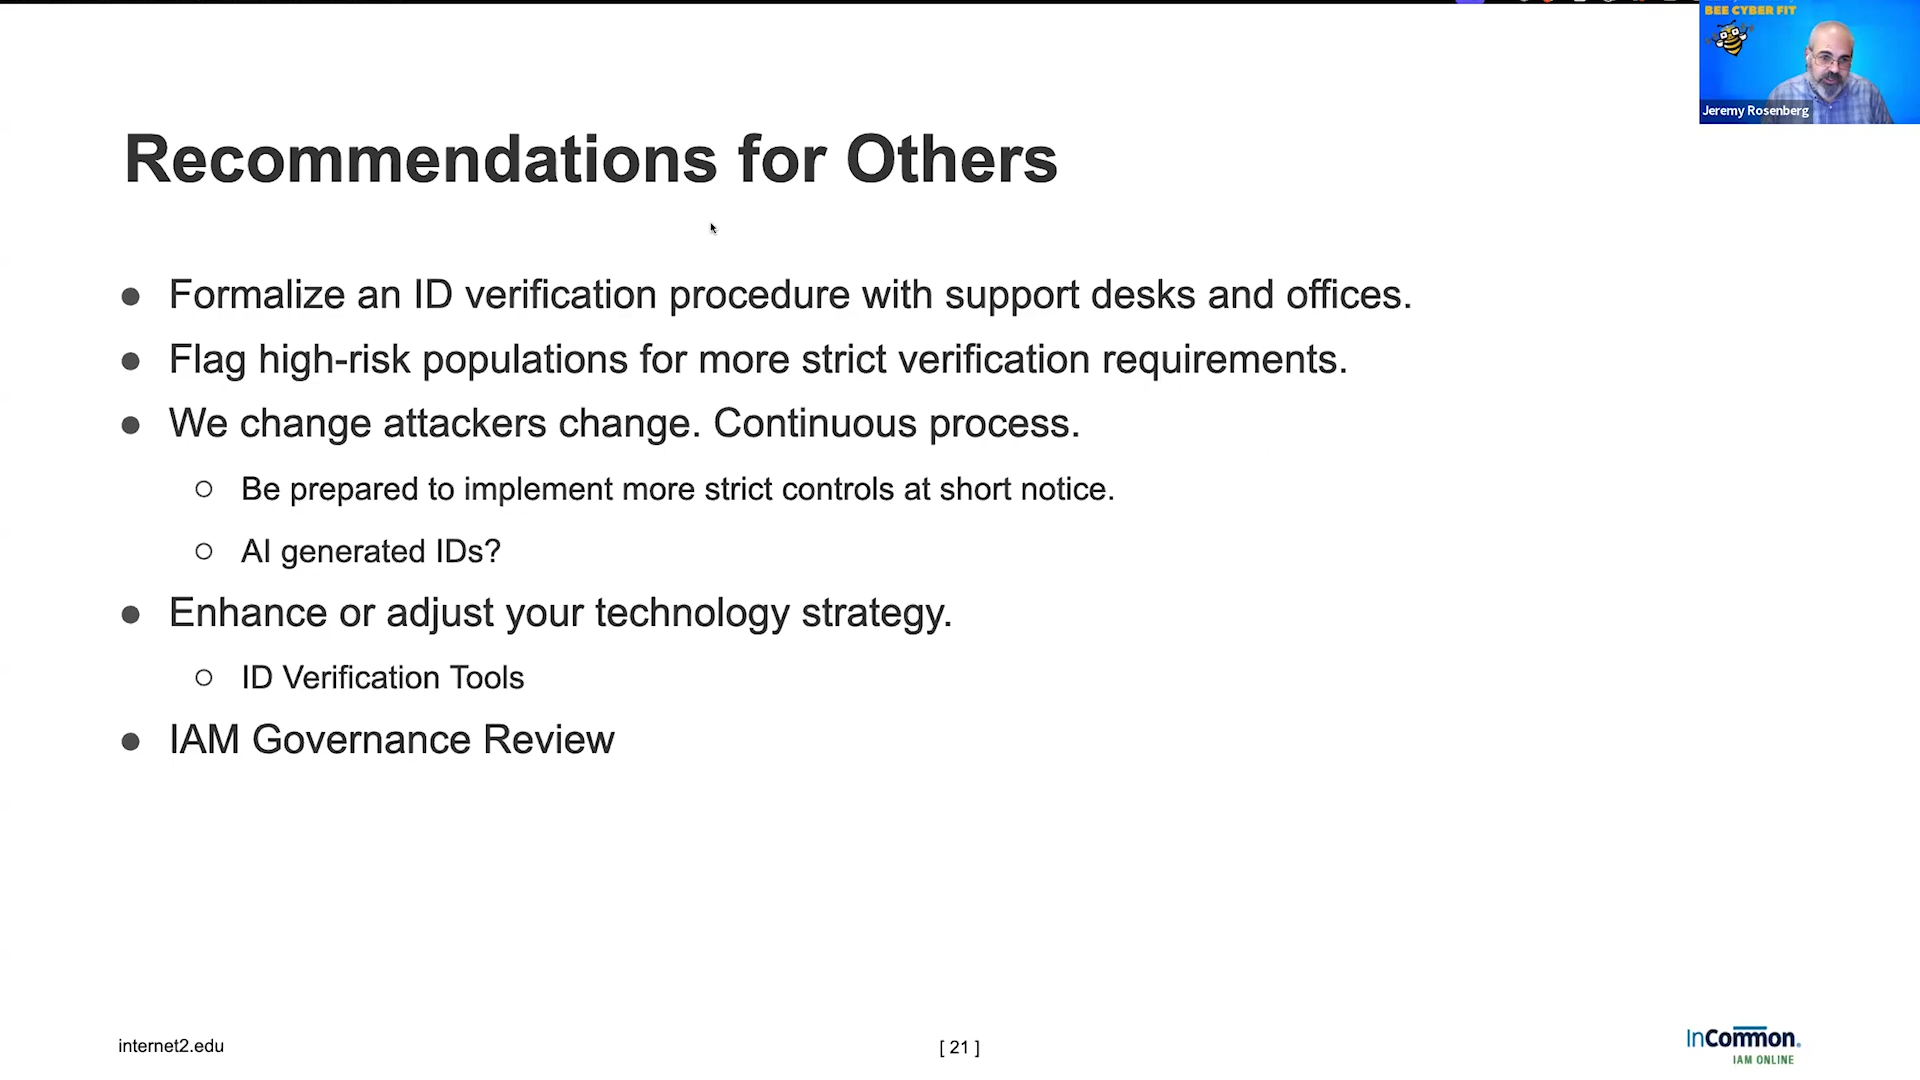 BEE CYBER FIT
Jeremy Rosenberg
Recommendations for Others
● Formalize an ID verification procedure with support desks and offices.
● Flag high-risk populations for more strict verification requirements.
● We change attackers change. Continuous process.
○ Be prepared to implement more strict controls at short notice.
○ AI generated IDs?
● Enhance or adjust your technology strategy.
○ ID Verification Tools
● IAM Governance Review
internet2.edu
[ 21 ]
InCommon.
IAM ONLINE